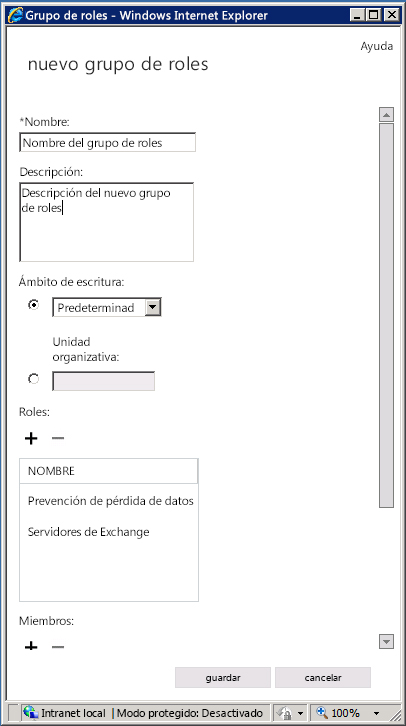 Grupo de roles - Windows Internet Explorer
Ayuda
nuevo grupo de roles
*Nombre:
Nombre del grupo de roles
Descripción:
Descripción del nuevo grupo
de roles
Ámbito de escritura:
Predeterminad
Unidad
organizativa:
Roles:
NOMBRE
Prevención de pérdida de datos
Servidores de Exchange
Miembros:
guardar cancelar
Intranet local | Modo protegido: Desactivado 100%